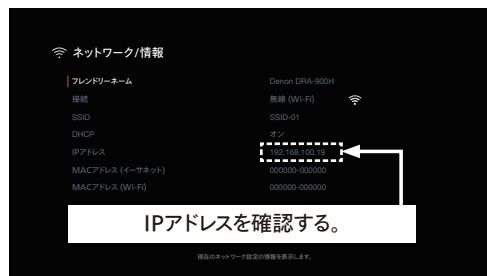 ネットワーク/情報
フレンドリーネーム Denon DRA-900H
接続 無線 (Wi-Fi)
SSID SSID-01
DHCP オン
IPアドレス 192.168.100.19
MACアドレス (イーサネット) 000000-000000
MACアドレス (Wi-Fi) 000000-000000
IPアドレスを確認する。
現在のネットワーク設定の情報を表示します。